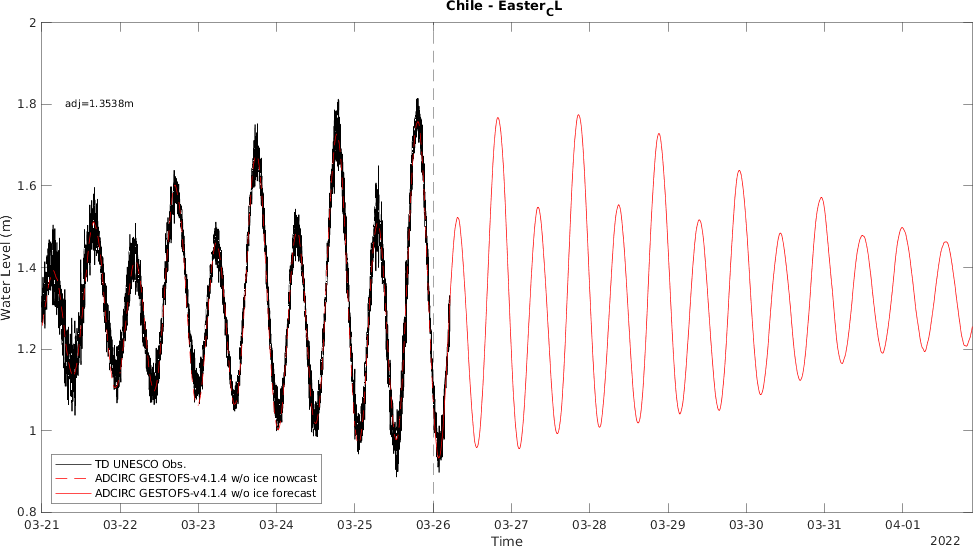 Chile - Easter_CL
2
1.8
1.6
1.4
1.2
1
0.8
Water Level (m)
adj=1.3538m
TD UNESCO Obs.
ADCIRC GESTOFS-v4.1.4 w/o ice nowcast
ADCIRC GESTOFS-v4.1.4 w/o ice forecast
03-21 03-22 03-23 03-24 03-25 03-26 03-27 03-28 03-29 03-30 03-31 04-01
Time
2022